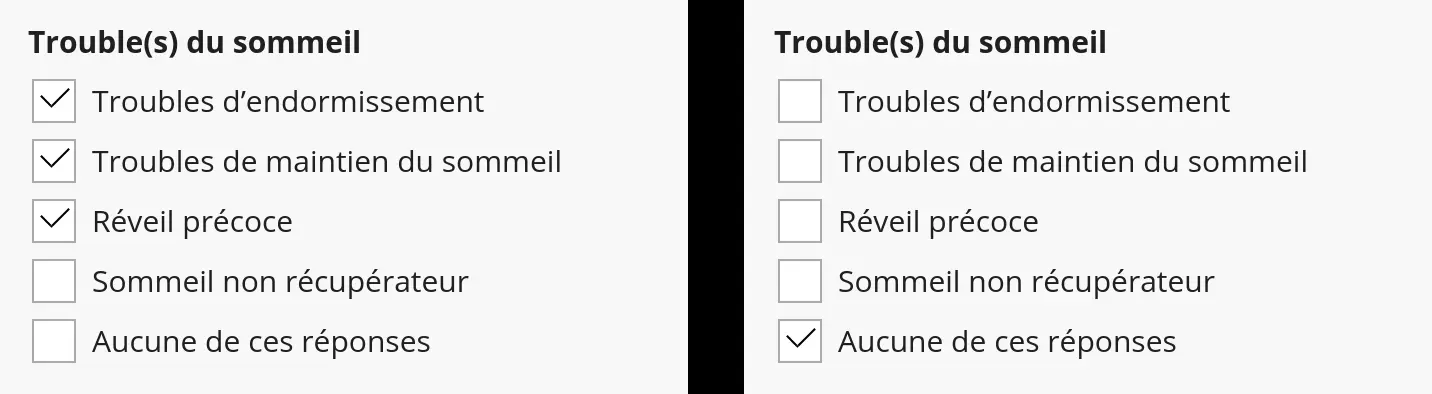 Trouble(s) du sommeil
Troubles d’endormissement
Troubles de maintien du sommeil
Réveil précoce
Sommeil non récupérateur
Aucune de ces réponses
Trouble(s) du sommeil
Troubles d’endormissement
Troubles de maintien du sommeil
Réveil précoce
Sommeil non récupérateur
Aucune de ces réponses